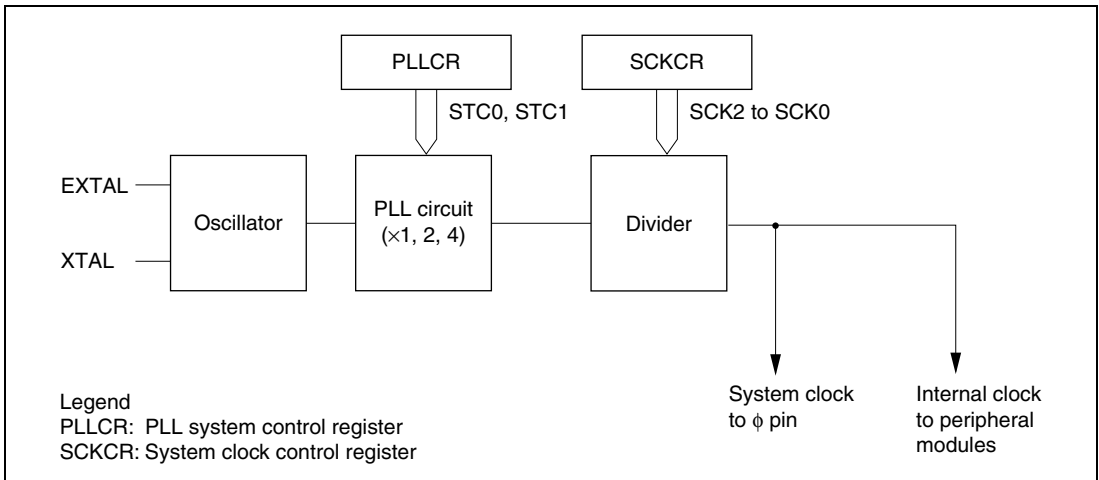 PLLCR
SCKCR
STC0, STC1
SCK2 to SCK0
EXTAL
XTAL
Oscillator
PLL circuit
(×1, 2, 4)
Divider
System clock
to ϕ pin
Internal clock
to peripheral
modules
Legend
PLLCR: PLL system control register
SCKCR: System clock control register